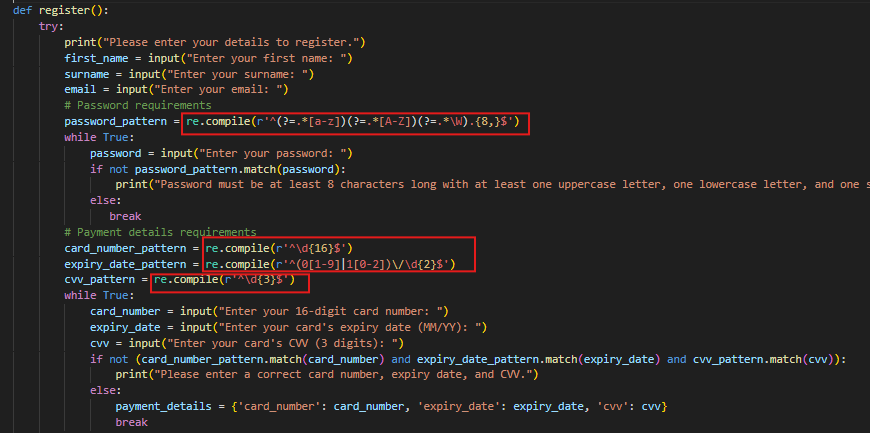 def register():
    try:
        print("Please enter your details to register.")
        first_name = input("Enter your first name: ")
        surname = input("Enter your surname: ")
        email = input("Enter your email: ")
        # Password requirements
        password_pattern = re.compile(r'^(?=.*[a-z])(?=.*[A-Z])(?=.*\W).{8,}$')
        while True:
            password = input("Enter your password: ")
            if not password_pattern.match(password):
                print("Password must be at least 8 characters long with at least one uppercase letter, one lowercase letter, and one s
            else:
                break
        # Payment details requirements
        card_number_pattern = re.compile(r'^\d{16}$')
        expiry_date_pattern = re.compile(r'^(0[1-9]|1[0-2])\/\d{2}$')
        cvv_pattern = re.compile(r'^\d{3}$')
        while True:
            card_number = input("Enter your 16-digit card number: ")
            expiry_date = input("Enter your card's expiry date (MM/YY): ")
            cvv = input("Enter your card's CVV (3 digits): ")
            if not (card_number_pattern.match(card_number) and expiry_date_pattern.match(expiry_date) and cvv_pattern.match(cvv)):
                print("Please enter a correct card number, expiry date, and CVV.")
            else:
                payment_details = {'card_number': card_number, 'expiry_date': expiry_date, 'cvv': cvv}
                break